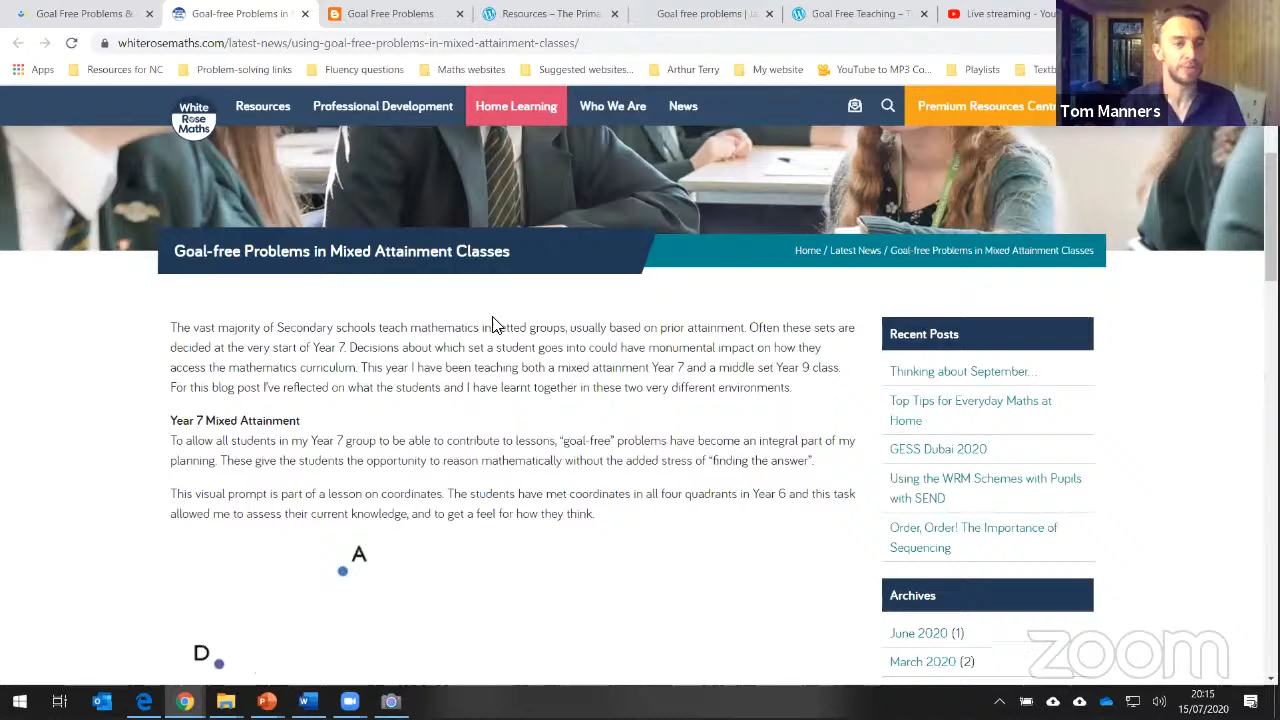 Goal-free Problems &
Goal-free Problems in
Goal-free Problems
Resources – The Prima
Goal free problems | Ja
Goal Free Teaching –
Live streaming - You
whiterosemaths.com/latest-news/using-goal-free-problems-in-mixed-attainment-classes/
Apps
Resources for NC
Problem-solving links
Fluendy questions
Maths websites
Suggested websites...
Arthur Terry
My website
YouTube to MP3 Co...
Playlists
Textb
Tom Manners
White
Rose
Maths
Resources
Professional Development
Home Learning
Who We Are
News
Premium Resources Cent
Goal-free Problems in Mixed Attainment Classes
Home / Latest News / Goal-free Problems in Mixed Attainment Classes
The vast majority of Secondary schools teach mathematics in setted groups, usually based on prior attainment. Often these sets are
decided at the very start of Year 7. Decisions about which set a student goes into could have monumental impact on how they
access the mathematics curriculum. This year I have been teaching both a mixed attainment Year 7 and a middle set Year 9 class.
For this blog post I've reflected on what the students and I have learnt together in these two very different environments.
Year 7 Mixed Attainment
To allow all students in my Year 7 group to be able to contribute to lessons, "goal-free" problems have become an integral part of my
planning. These give the students the opportunity to reason mathematically without the added stress of "finding the answer".
This visual prompt is part of a lesson on coordinates. The students have met coordinates in all four quadrants in Year 6 and this task
allowed me to assess their current knowledge, and to get a feel for how they think.
A
D
Recent Posts
Thinking about September...
Top Tips for Everyday Maths at
Home
GESS Dubai 2020
Using the WRM Schemes with Pupils
with SEND
Order, Order! The Importance of
Sequencing
Archives
June 2020 (1)
March 2020 (2)
zoom
20:15
15/07/2020